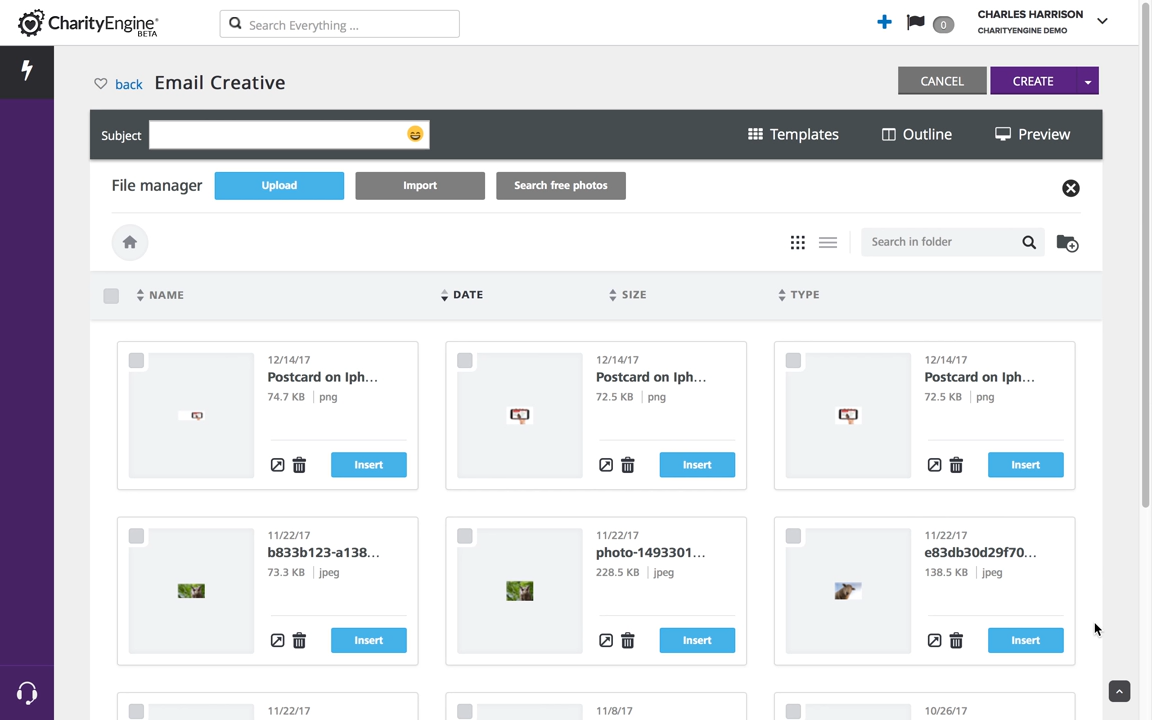 CharityEngine
BETA
Search Everything ...
0
CHARLES HARRISON
CHARITYENGINE DEMO
back
Email Creative
CANCEL
CREATE
Subject
Templates
Outline
Preview
File manager
Upload
Import
Search free photos
Search in folder
NAME
DATE
SIZE
TYPE
12/14/17
Postcard on Iph...
74.7 KB | png
Insert
12/14/17
Postcard on Iph...
72.5 KB | png
Insert
12/14/17
Postcard on Iph...
72.5 KB | png
Insert
11/22/17
b833b123-a138...
73.3 KB | jpeg
Insert
11/22/17
photo-1493301...
228.5 KB | jpeg
Insert
11/22/17
e83db30d29f70...
138.5 KB | jpeg
Insert
11/22/17
11/8/17
10/26/17